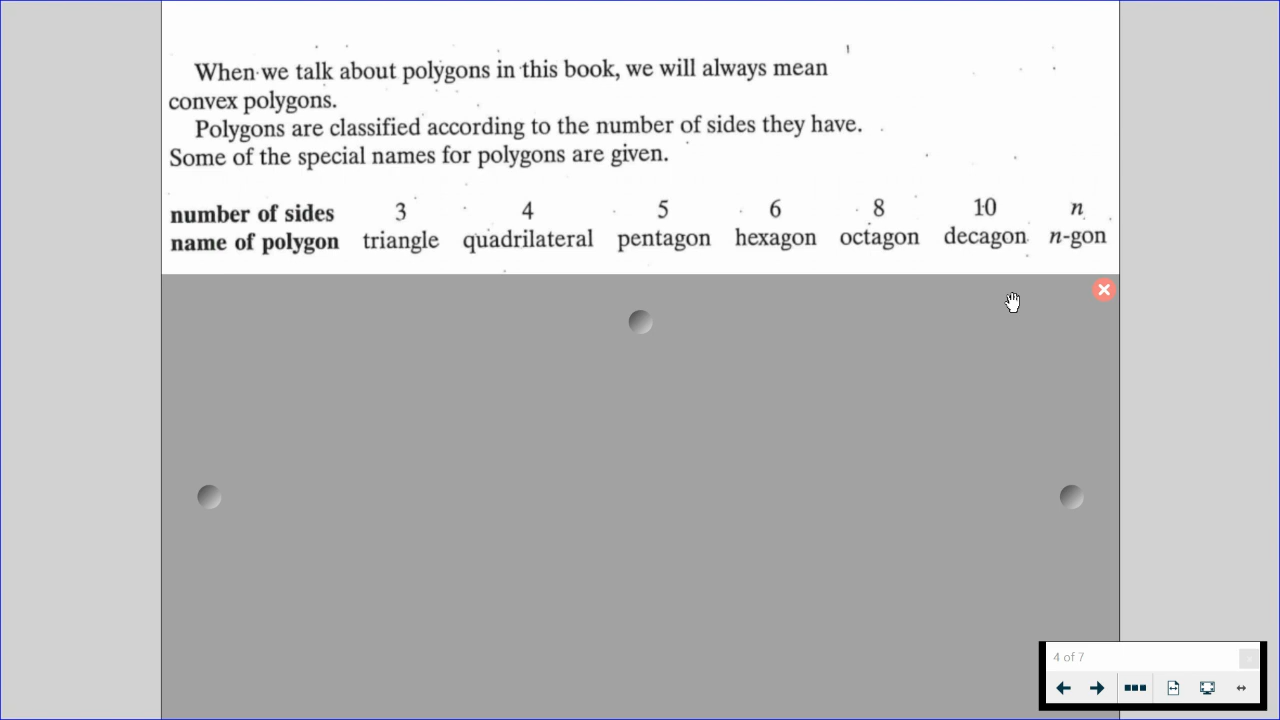 When we talk about polygons in this book, we will always mean
convex polygons.
Polygons are classified according to the number of sides they have.
Some of the special names for polygons are given.
number of sides 3 4 5 6 8 10 n
name of polygon triangle quadrilateral pentagon hexagon octagon decagon n-gon
4 of 7